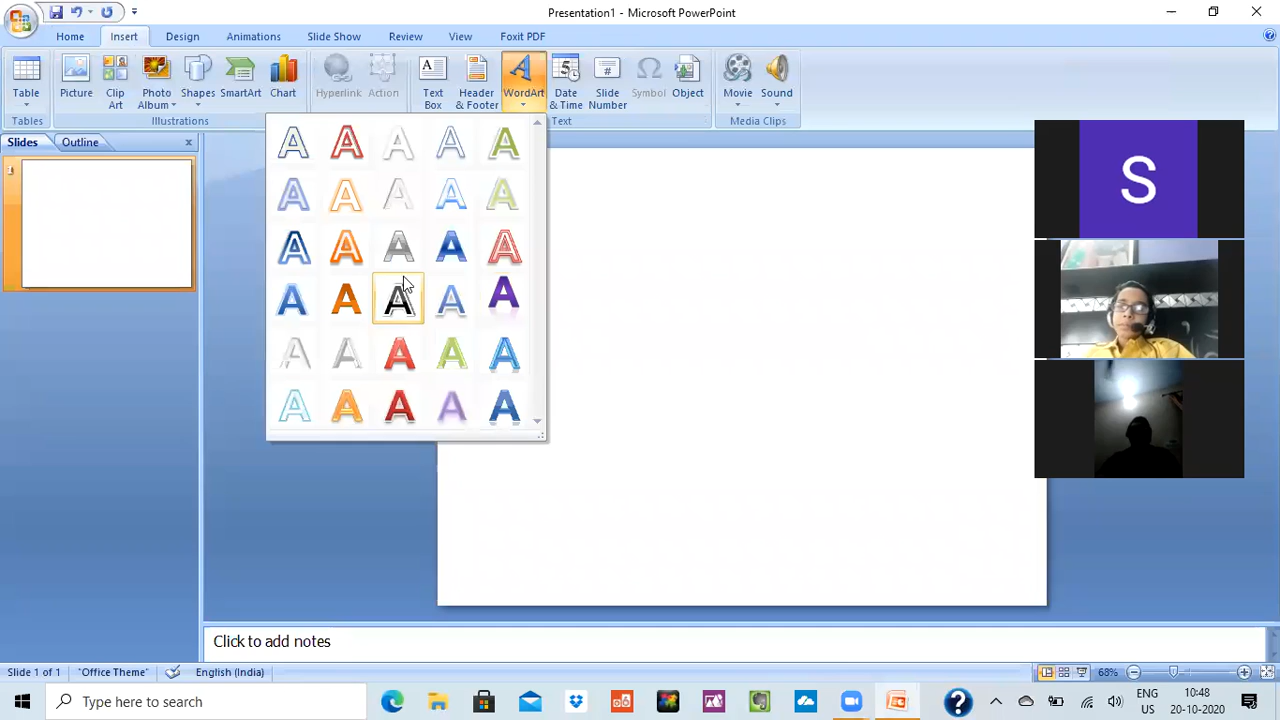 Presentation1 - Microsoft PowerPoint
Home Insert Design Animations Slide Show Review View Foxit PDF
Table Picture Clip Art Photo Album Shapes SmartArt Chart Hyperlink Action Text Box Header & Footer WordArt Date & Time Slide Number Symbol Object Movie Sound
Tables Illustrations Text Media Clips
Slides Outline
1
A A A A A
A A A A A
A A A A A
A A A A A
A A A A A
A A A A A
S
Click to add notes
Slide 1 of 1 "Office Theme" English (India) 68%
Type here to search
ENG 10:48
US 20-10-2020